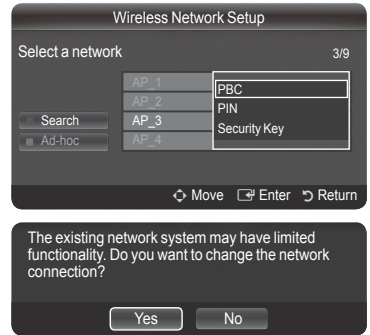 Wireless Network Setup
Select a network
3/9
AP_1
PBC
AP_2
PIN
Search
AP_3
Security Key
Ad-hoc
AP_4
Move
Enter
Return
The existing network system may have limited
functionality. Do you want to change the network
connection?
Yes
No